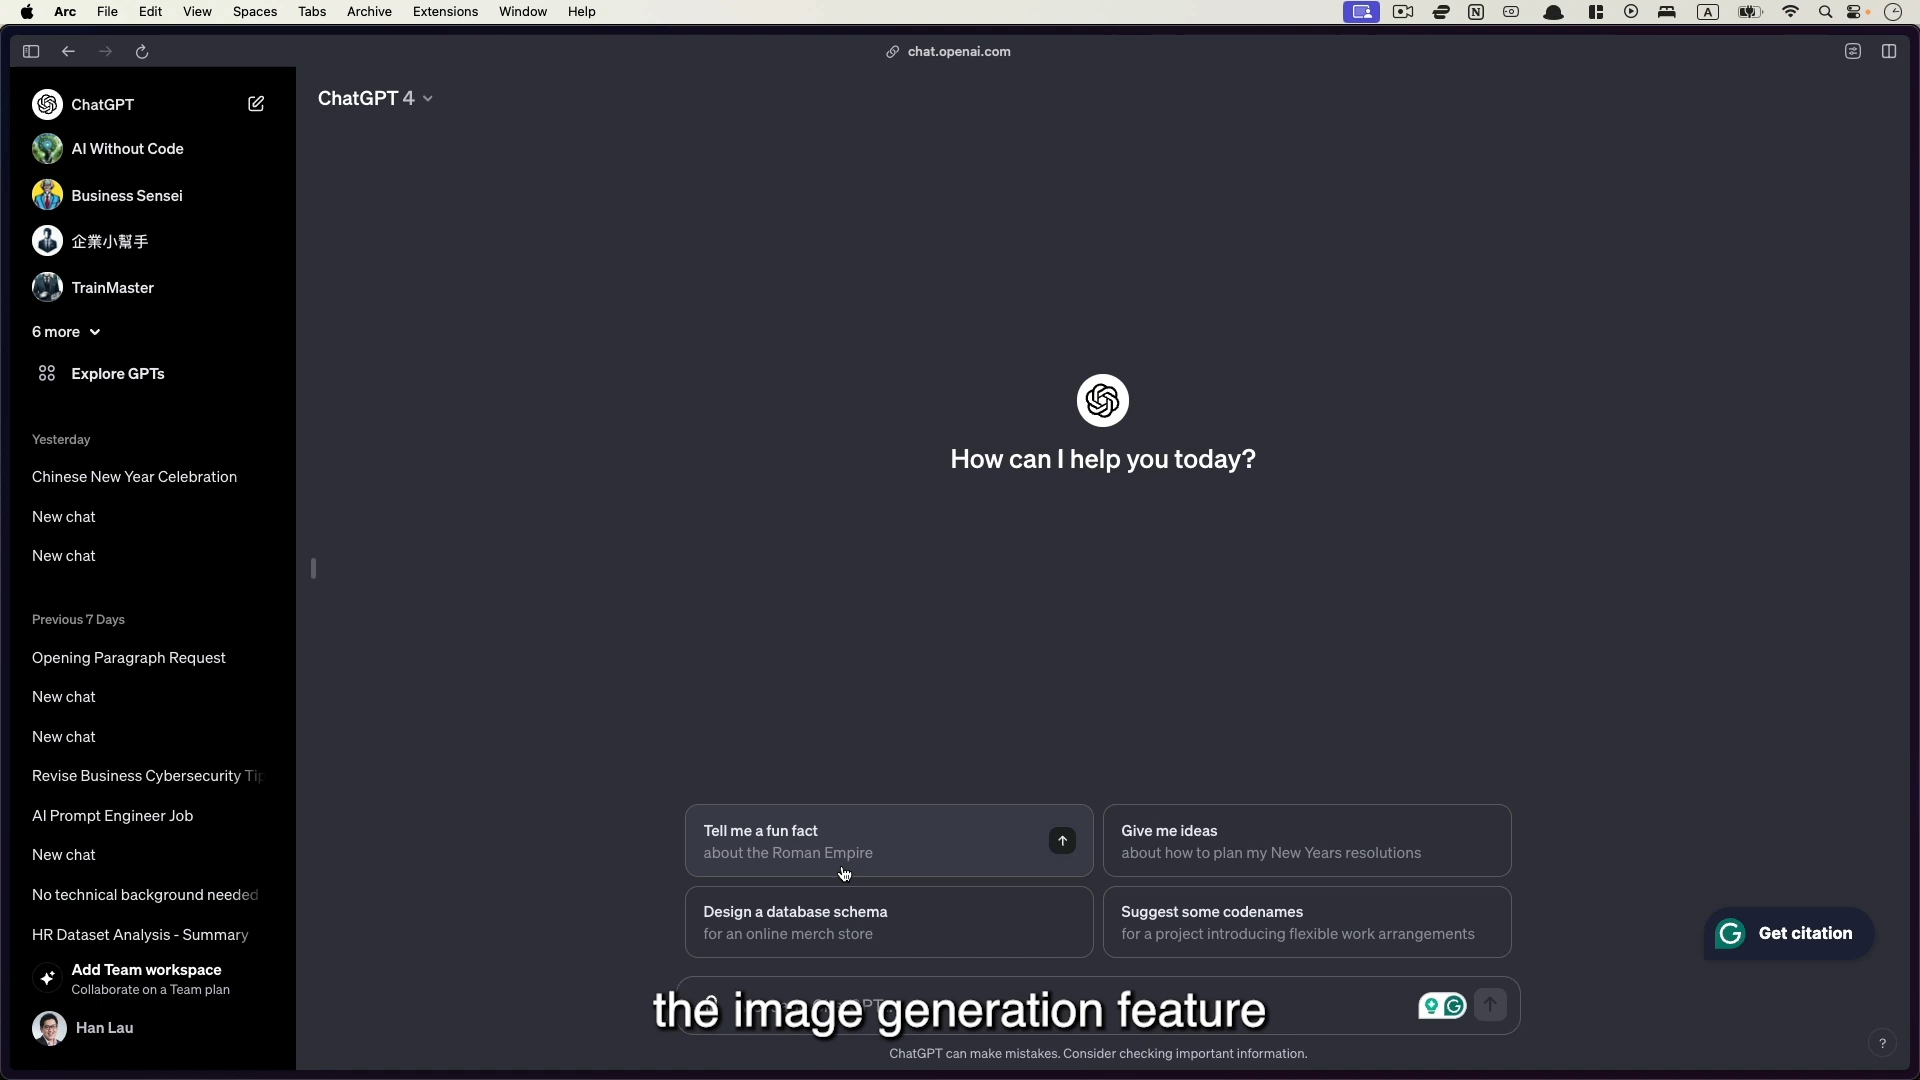 Arc File Edit View Spaces Tabs Archive Extensions Window Help
chat.openai.com
ChatGPT
AI Without Code
Business Sensei
企業小幫手
TrainMaster
6 more
Explore GPTs
Yesterday
Chinese New Year Celebration
New chat
New chat
Previous 7 Days
Opening Paragraph Request
New chat
New chat
Revise Business Cybersecurity Tip
AI Prompt Engineer Job
New chat
No technical background needed
HR Dataset Analysis - Summary
Add Team workspace
Collaborate on a Team plan
Han Lau
ChatGPT 4
How can I help you today?
Tell me a fun fact
about the Roman Empire
Give me ideas
about how to plan my New Years resolutions
Design a database schema
for an online merch store
Suggest some codenames
for a project introducing flexible work arrangements
Get citation
the image generation feature
ChatGPT can make mistakes. Consider checking important information.
?